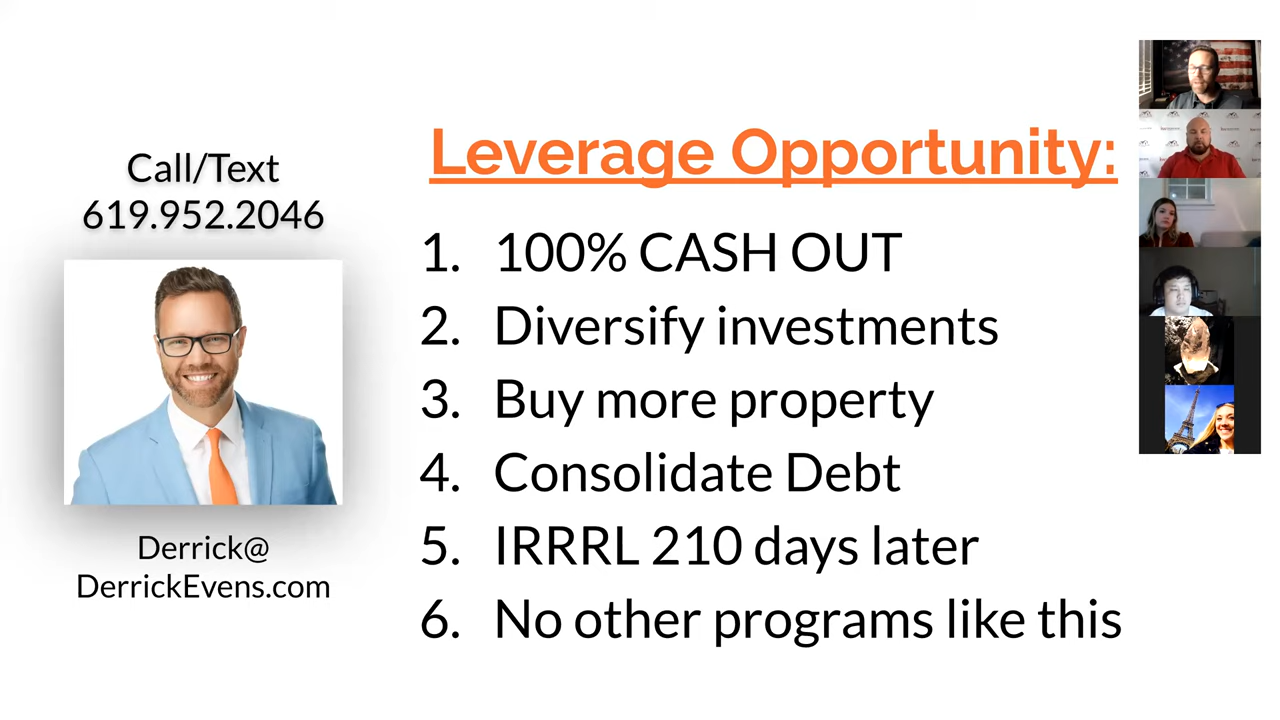 Call/Text
619.952.2046
Derrick@
DerrickEvens.com
Leverage Opportunity:
1. 100% CASH OUT
2. Diversify investments
3. Buy more property
4. Consolidate Debt
5. IRRRL 210 days later
6. No other programs like this